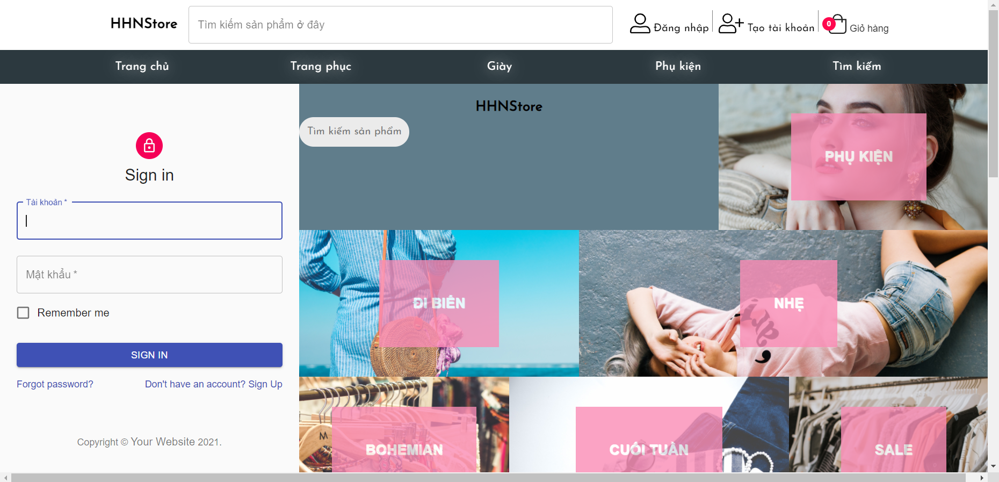 HHNStore
Tìm kiếm sản phẩm ở đây
Đăng nhập
Tạo tài khoản
0
Giỏ hàng
Trang chủ
Trang phục
Giày
Phụ kiện
Tìm kiếm
Sign in
Tài khoản *
Mật khẩu *
Remember me
SIGN IN
Forgot password?
Don't have an account? Sign Up
Copyright © Your Website 2021.
HHNStore
Tìm kiếm sản phẩm
PHỤ KIỆN
ĐI BIỂN
NHẸ
BOHEMIAN
CUỐI TUẦN
SALE